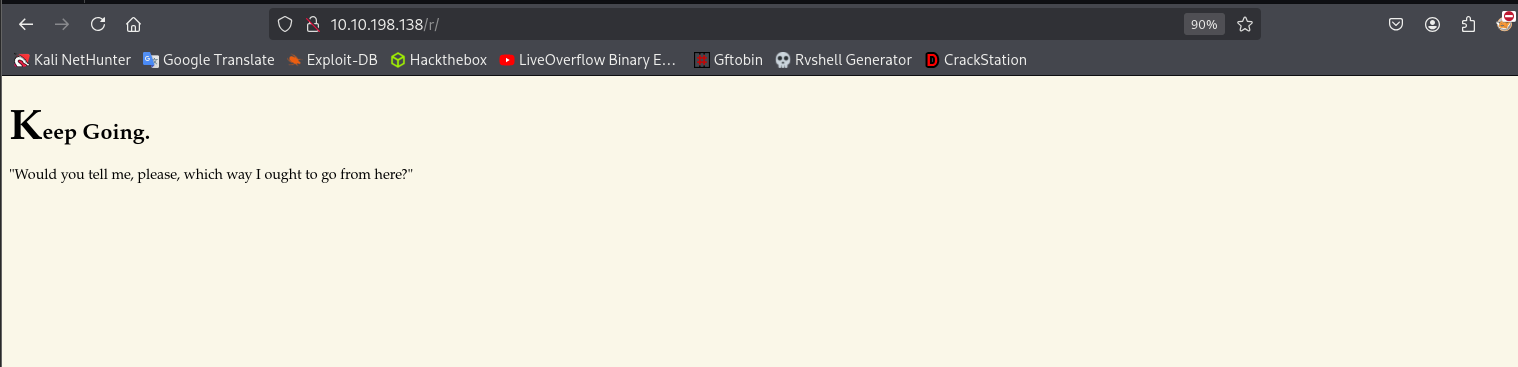 10.10.198.138/r/
90%
Kali NetHunter Google Translate Exploit-DB Hackthebox LiveOverflow Binary E… Gftobin Rvshell Generator CrackStation
Keep Going.
"Would you tell me, please, which way I ought to go from here?"